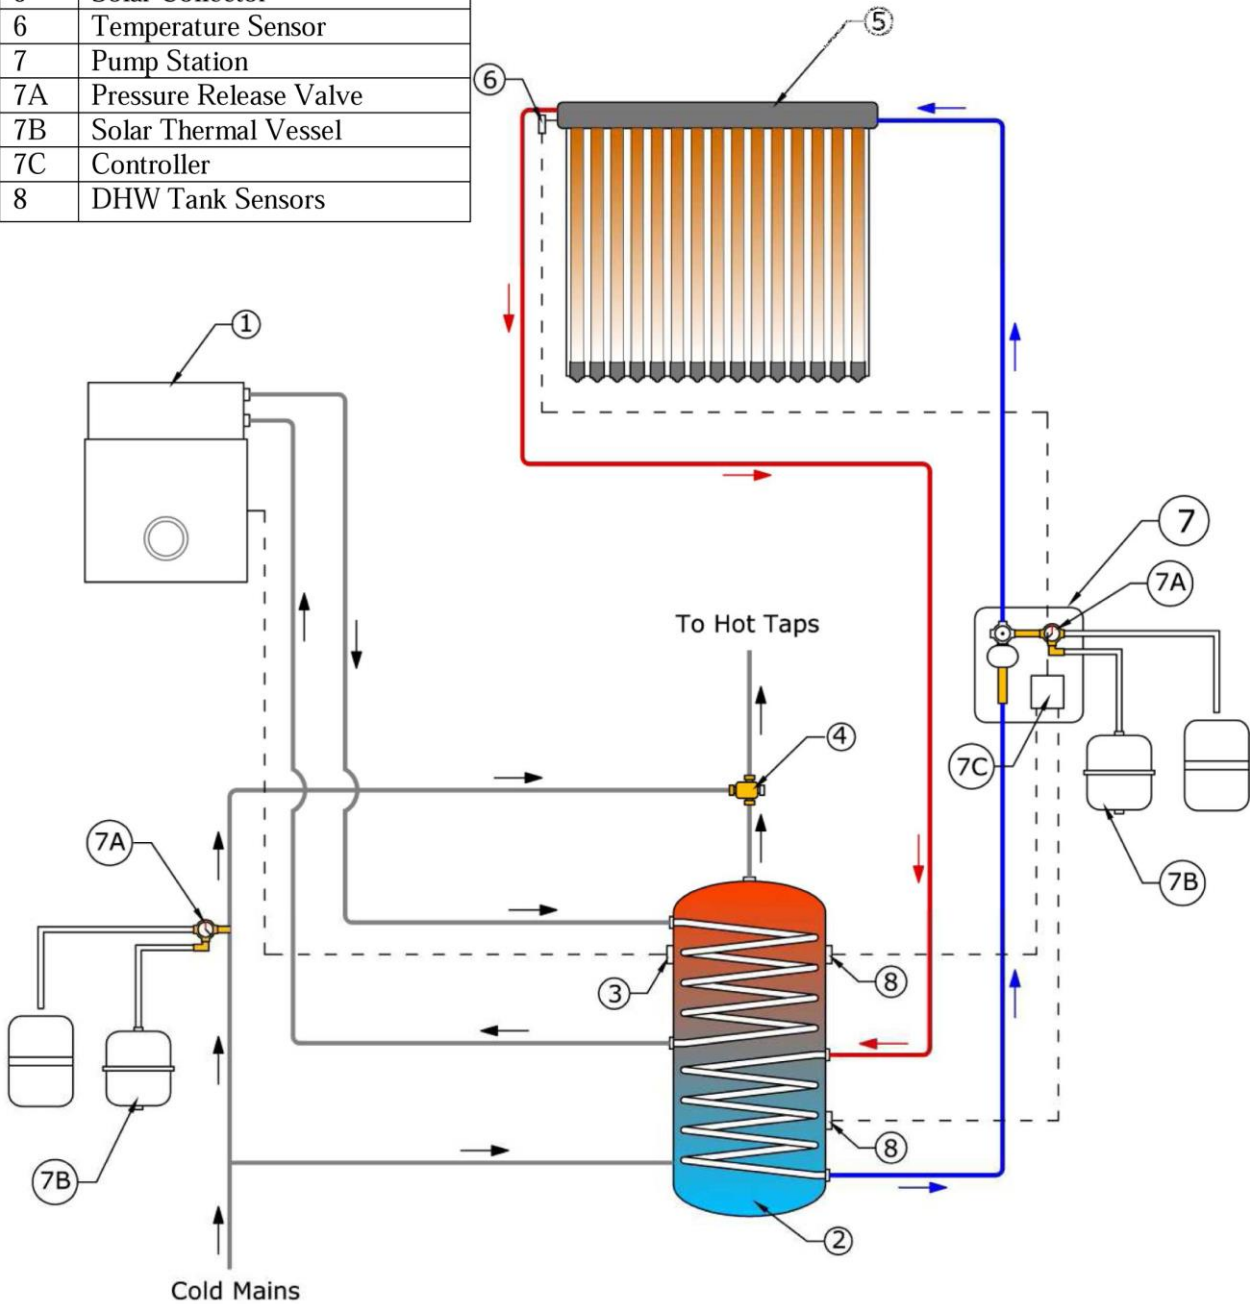 Solar Collector
6 Temperature Sensor
7 Pump Station
7A Pressure Release Valve
7B Solar Thermal Vessel
7C Controller
8 DHW Tank Sensors
5
6
1
7
7A
To Hot Taps
4
7C
7A
7B
3
8
8
7B
2
Cold Mains